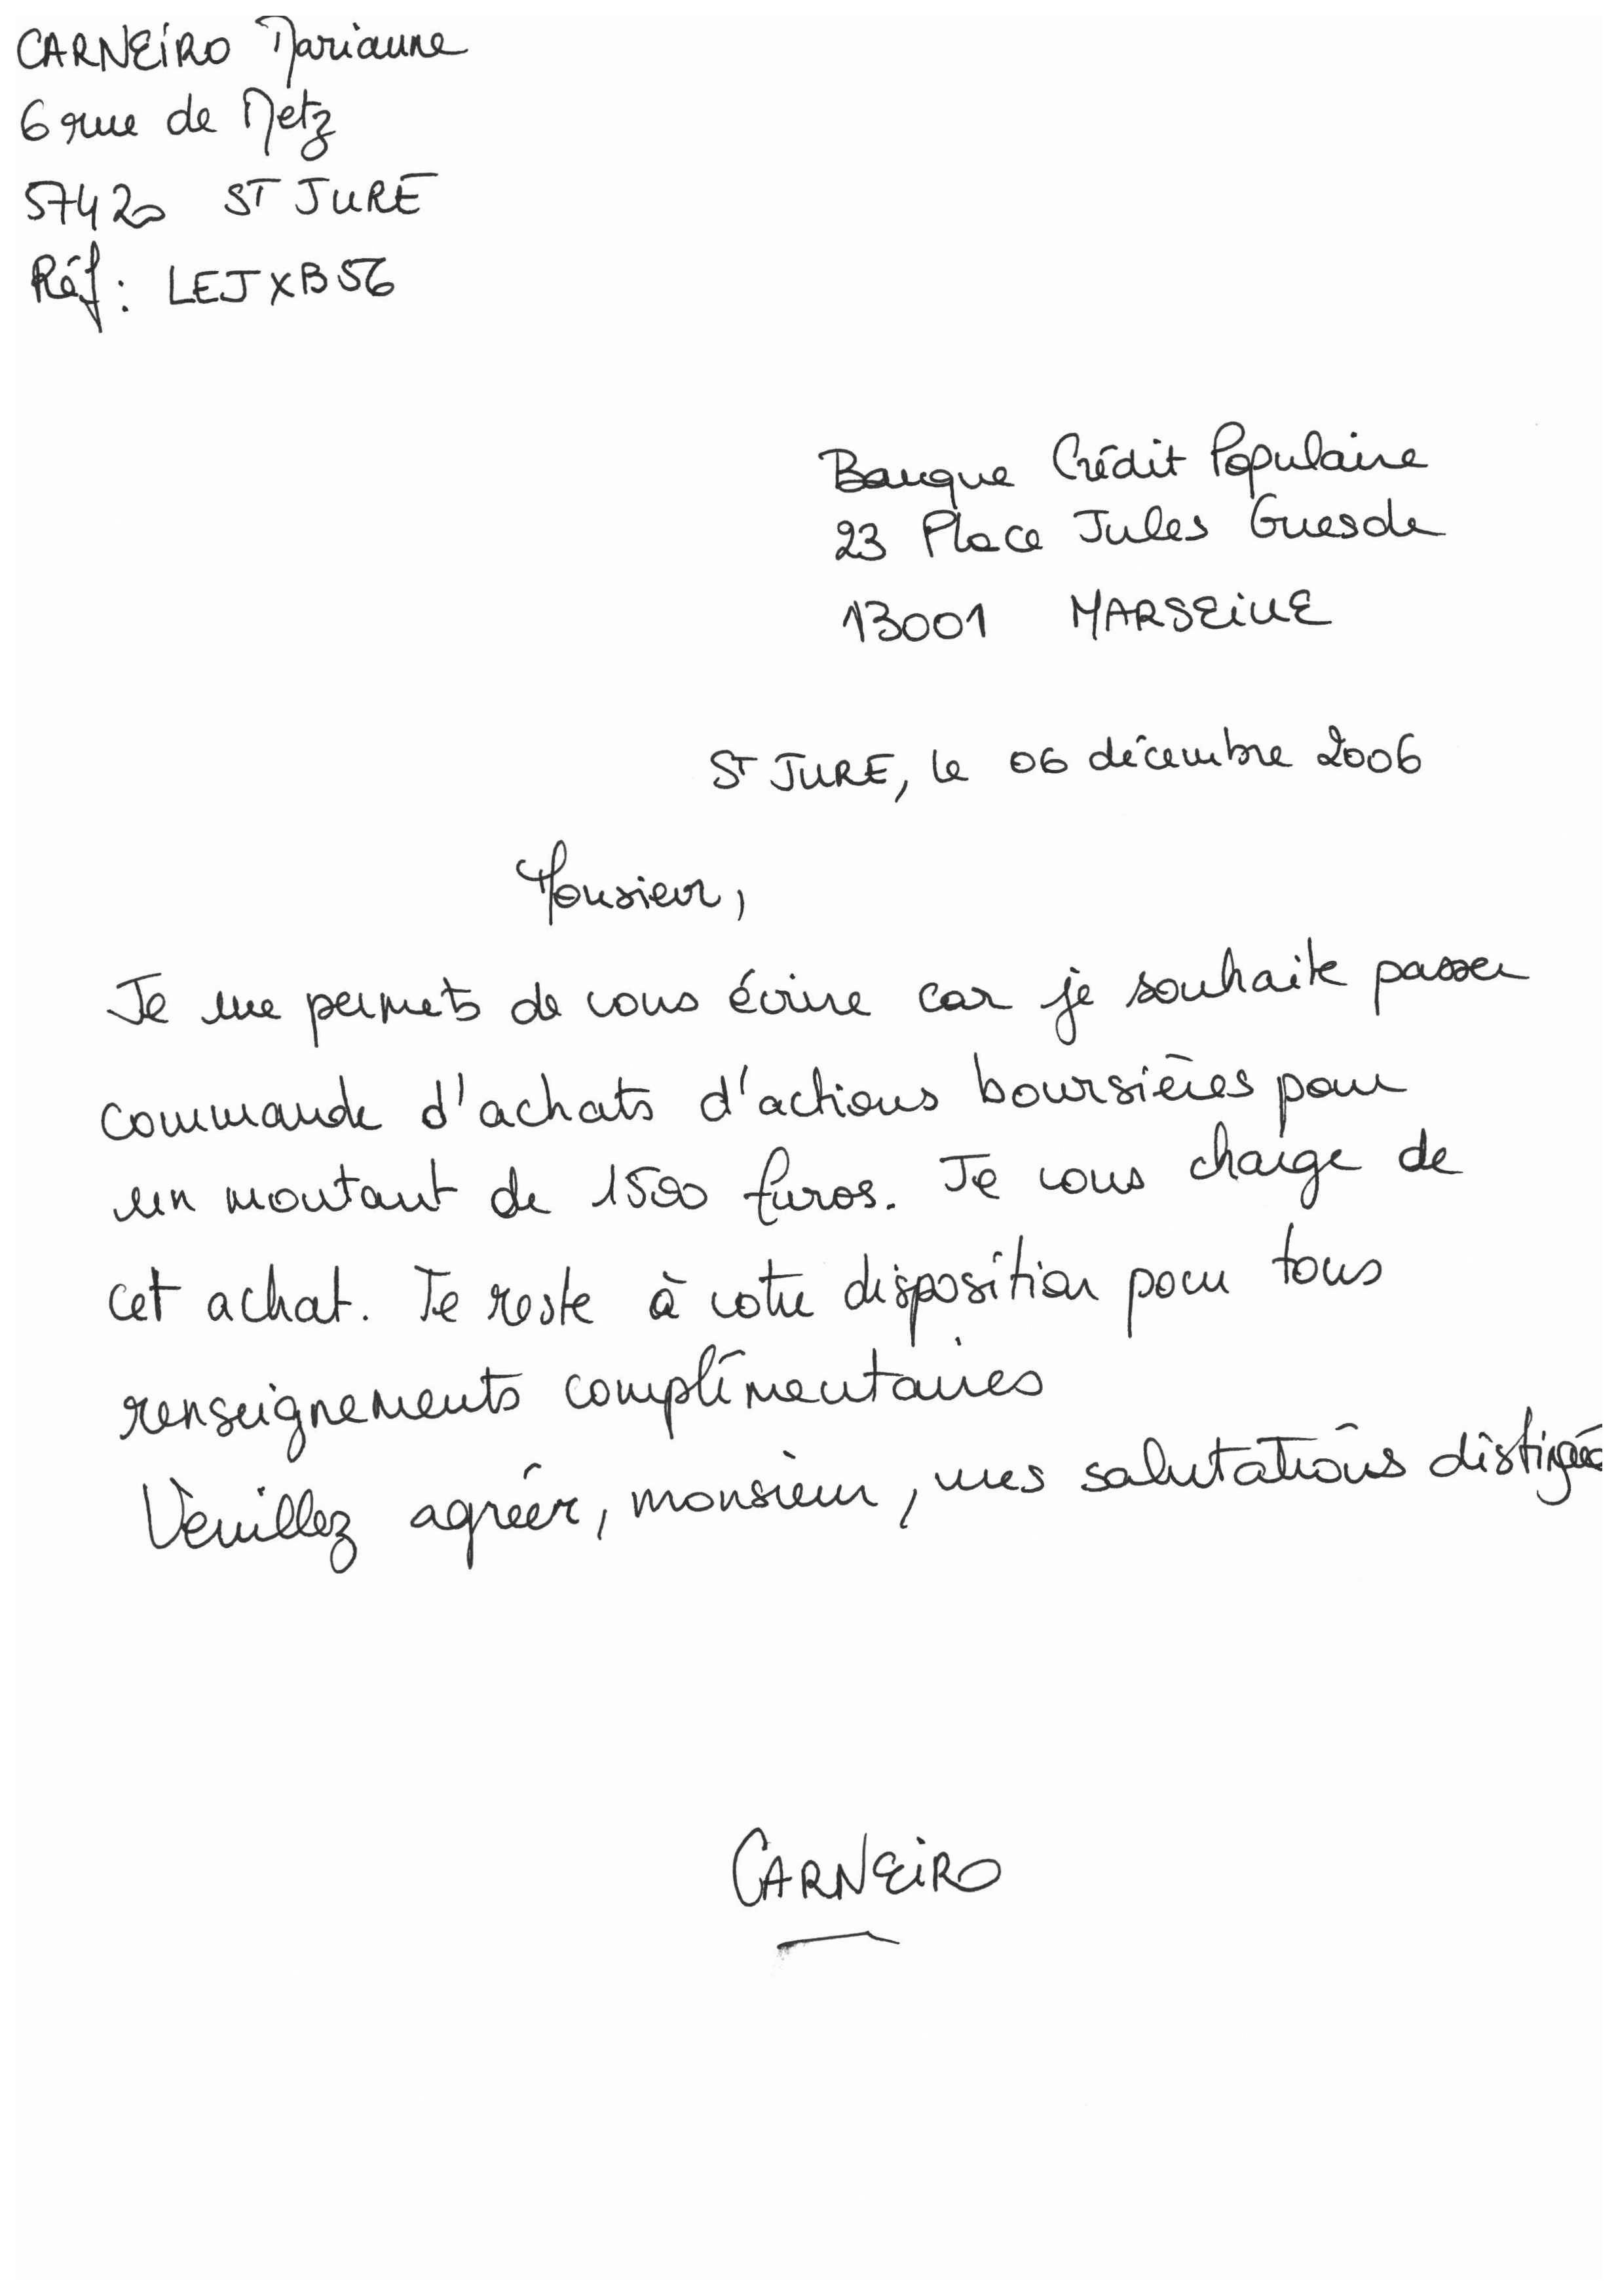 CARNEIRO Marianne
6 rue de Metz
57420 ST JURE
Réf : LEJXB56
Banque Crédit Populaire
23 Place Jules Guesde
13001 MARSEILLE
ST JURE, le 06 décembre 2006
Monsieur,
Je me permets de vous écrire car je souhaite passer
commande d'achats d'actions boursières pour
un montant de 1500 Euros. Je vous charge de
cet achat. Je reste à votre disposition pour tous
renseignements complimentaires
Veuillez agréer, monsieur, mes salutations
CARNEIRO